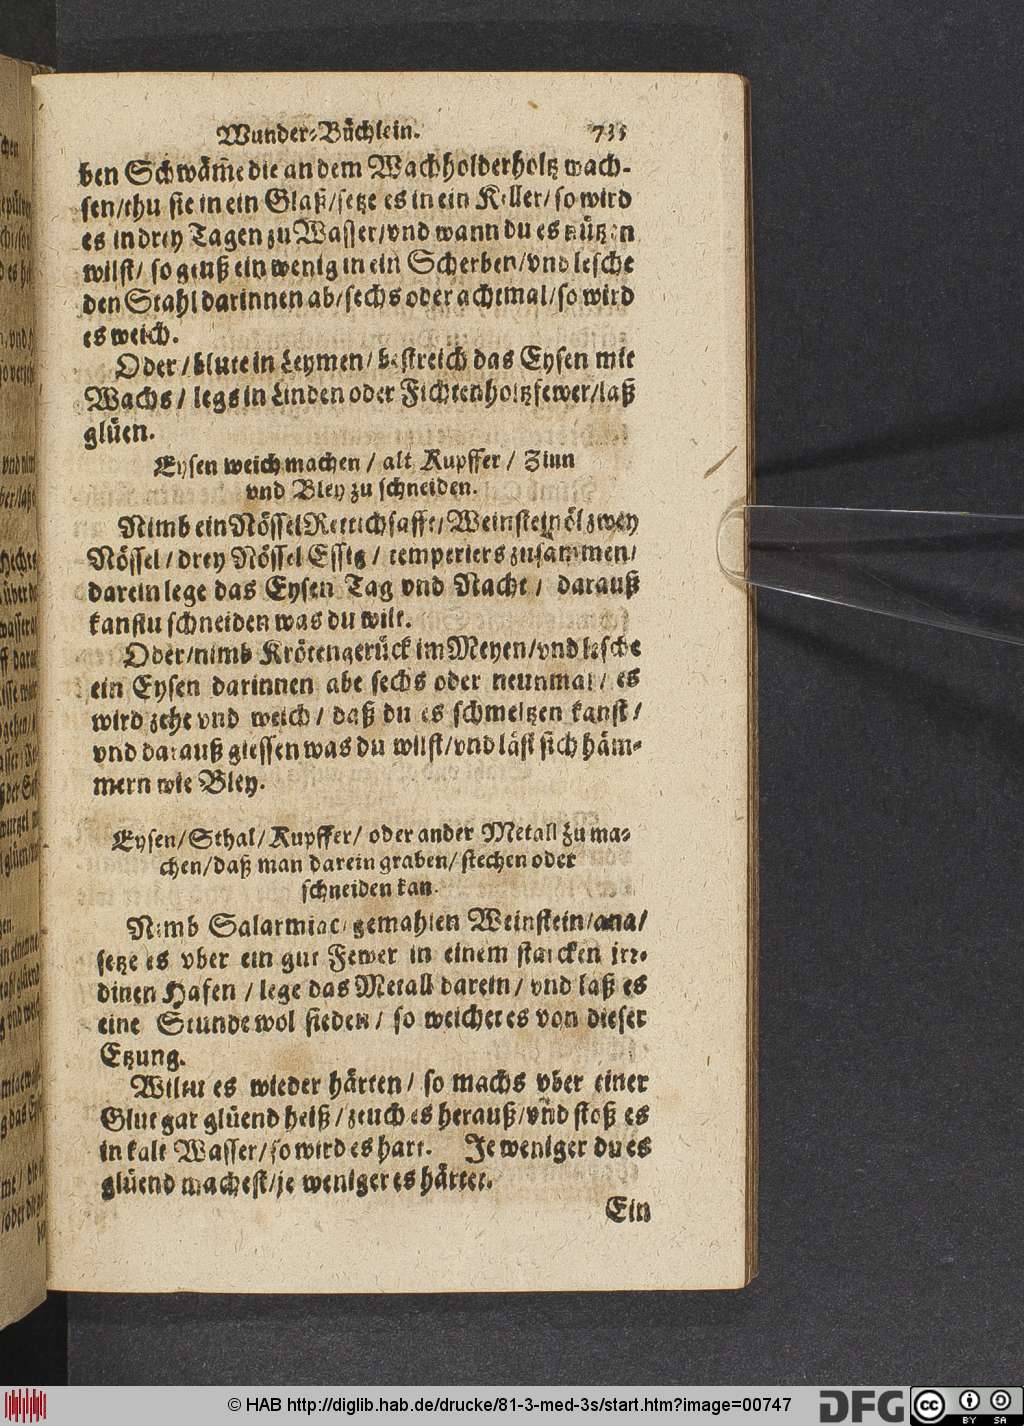 Wunder-Büchlein. 735
ben Schwām̃e die an dem Wachholderholtz wach-
sen/thu sie in ein Glaß/setze es in ein Keller/ so wird
es in drey Tagen zu Wasser/vnd wann du es nützen
wilst/ so geuß ein wenig in ein Scherben/vnd lesche
den Stahl darinnen ab/sechs oder achtmal/so wird
es weich.
Oder / klute in Leymen/ bestreich das Eysen mit
Wachs / legs in Linden oder Fichtenholtzfewer/laß
glüen.
Eysen weich machen / alt Kupffer / Zinn
vnd Bley zu schneiden.
Nimb ein Nössel Rettichsafft/ Weinsteinöl zwey
Nössel / drey Nössel Essig / temperiers zusammen/
darein lege das Eysen Tag vnd Nacht / darauß
kanstu schneiden was du wilt.
Oder/nimb Krötengerück im Meyen/vnd lesche
ein Eysen darinnen abe sechs oder neunmal/ es
wird zehe vnd weich / daß du es schmeltzen kanst /
vnd darauß giessen was du wilst/vnd läst sich häm-
mern wie Bley.
Eysen/ Sthal/ Kupffer/ oder ander Metall zu ma-
chen/daß man darein graben/ stechen oder
schneiden kan.
Nimb Salarmiac/ gemahlen Weinstein/ana/
setze es vber ein gut Fewer in einem starcken irr-
dinen Hafen / lege das Metall darein/ vnd laß es
eine Stunde wol sieden/ so weichet es von dieser
Etzung.
Wiltu es wieder härten/ so machs vber einer
Glut gar glüend heiß / zeuch es herauß/vñd stoß es
in kalt Wasser/so wird es hart. Je weniger du es
glüend machest/je weniger es härtet.
Ein
© HAB http://diglib.hab.de/drucke/81-3-med-3s/start.htm?image=00747
DFG
cc
BY SA